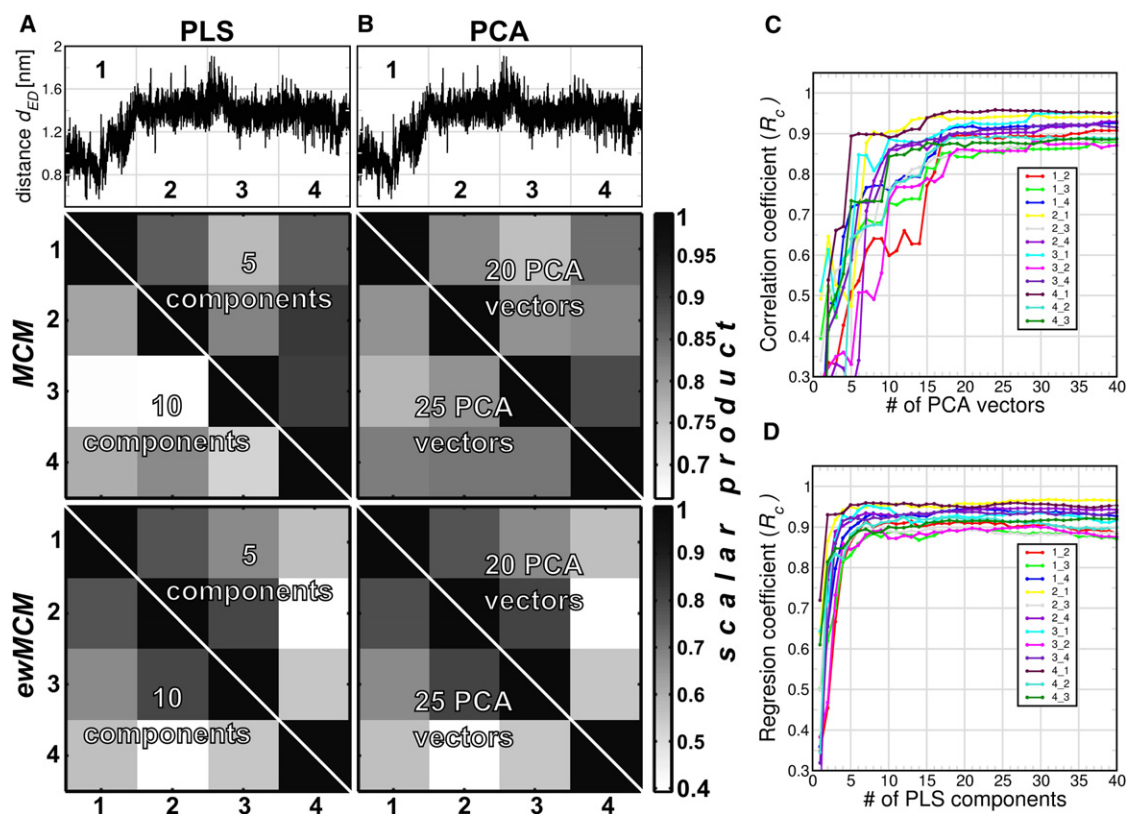 A
PLS
B
PCA
C
distance d_ED [nm]
2
1.6
1.2
0.8
1
2
3
4
1
2
3
4
MCM
1
2
3
4
5
components
10
components
20 PCA
vectors
25 PCA
vectors
1
0.95
0.9
0.85
0.8
0.75
0.7
scalar product
ewMCM
1
2
3
4
5
components
10
components
20 PCA
vectors
25 PCA
vectors
1
0.9
0.8
0.7
0.6
0.5
0.4
1 2 3 4
1 2 3 4
Correlation coefficient (R_c)
1
0.9
0.8
0.7
0.6
0.5
0.4
0.3
1_2
1_3
1_4
2_1
2_3
2_4
3_1
3_2
3_4
4_1
4_2
4_3
0 5 10 15 20 25 30 35 40
# of PCA vectors
D
Regresion coefficient (R_c)
1
0.9
0.8
0.7
0.6
0.5
0.4
0.3
1_2
1_3
1_4
2_1
2_3
2_4
3_1
3_2
3_4
4_1
4_2
4_3
0 5 10 15 20 25 30 35 40
# of PLS components